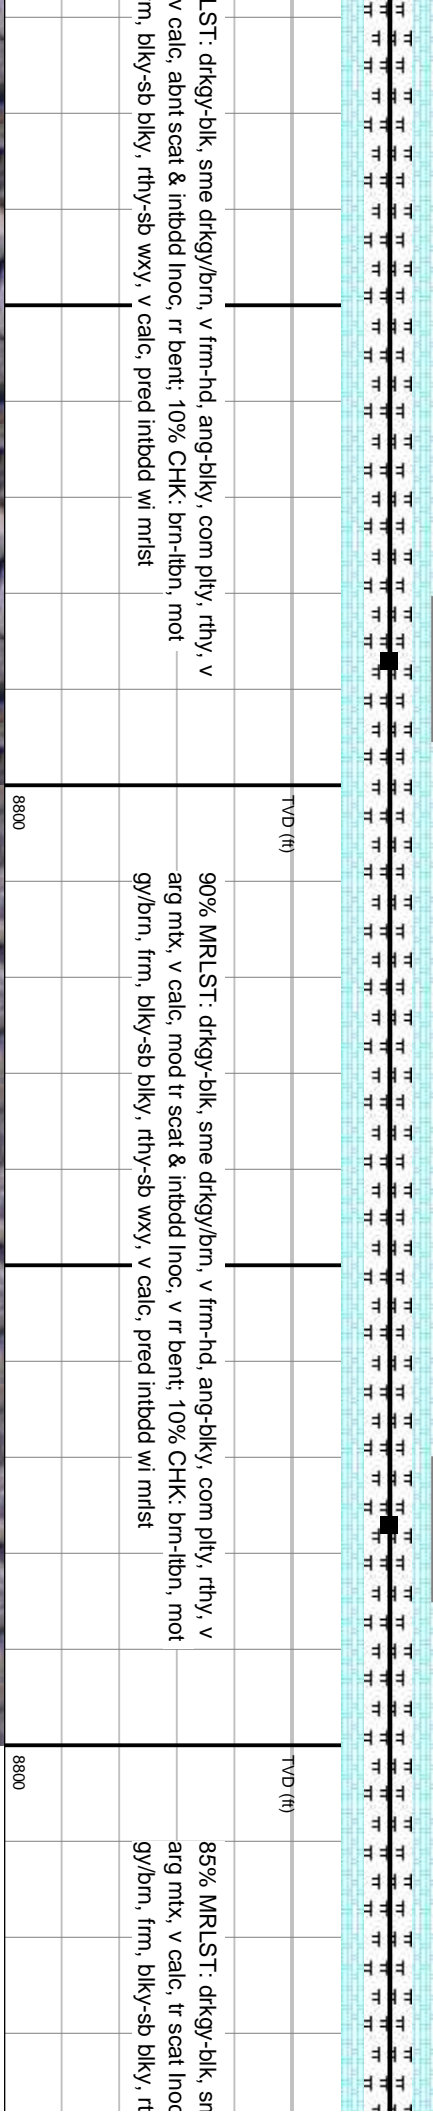 LST: drkgy-blk, sme drkgy/brn, v frm-hd, ang-blky, com plty, rthy, v
v calc, abnt scat & intbdd Inoc, rr bent; 10% CHK: brn-ltbn, mot
m, blky-sb blky, rthy-sb wxy, v calc, pred intbdd wi mrlst
TVD (ft)
8800
90% MRLST: drkgy-blk, sme drkgy/brn, v frm-hd, ang-blky, com plty, rthy, v
arg mtx, v calc, mod tr scat & intbdd Inoc, v rr bent; 10% CHK: brn-ltbn, mot
gy/brn, frm, blky-sb blky, rthy-sb wxy, v calc, pred intbdd wi mrlst
TVD (ft)
8800
85% MRLST: drkgy-blk, sm
arg mtx, v calc, tr scat Inoc
gy/brn, frm, blky-sb blky, rt